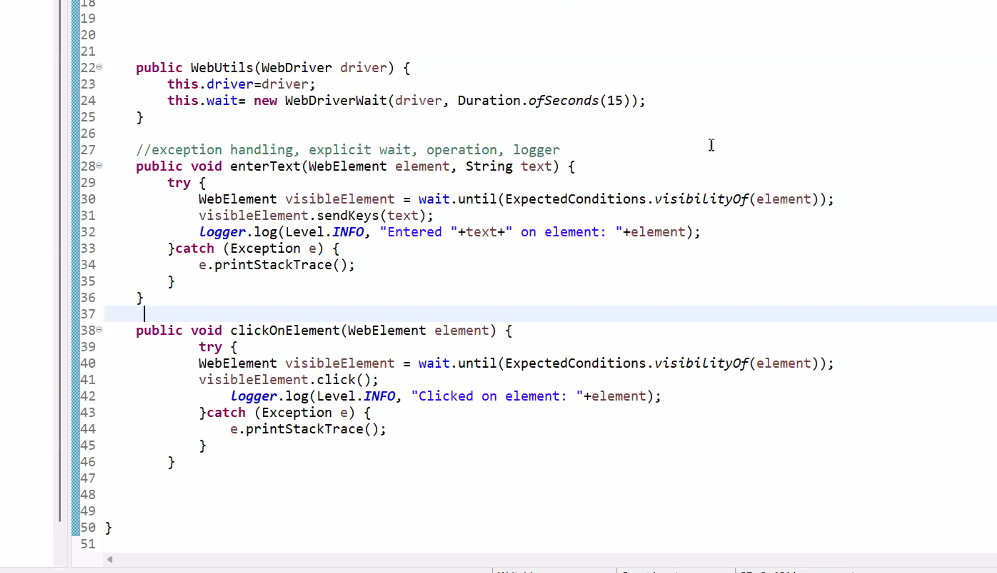 18
19
20
21
22 public WebUtils(WebDriver driver) {
23 this.driver=driver;
24 this.wait= new WebDriverWait(driver, Duration.ofSeconds(15));
25 }
26
27 //exception handling, explicit wait, operation, logger
28 public void enterText(WebElement element, String text) {
29 try {
30 WebElement visibleElement = wait.until(ExpectedConditions.visibilityOf(element));
31 visibleElement.sendKeys(text);
32 logger.log(Level.INFO, "Entered "+text+" on element: "+element);
33 }catch (Exception e) {
34 e.printStackTrace();
35 }
36 }
37
38 public void clickOnElement(WebElement element) {
39 try {
40 WebElement visibleElement = wait.until(ExpectedConditions.visibilityOf(element));
41 visibleElement.click();
42 logger.log(Level.INFO, "Clicked on element: "+element);
43 }catch (Exception e) {
44 e.printStackTrace();
45 }
46 }
47
48
49
50 }
51